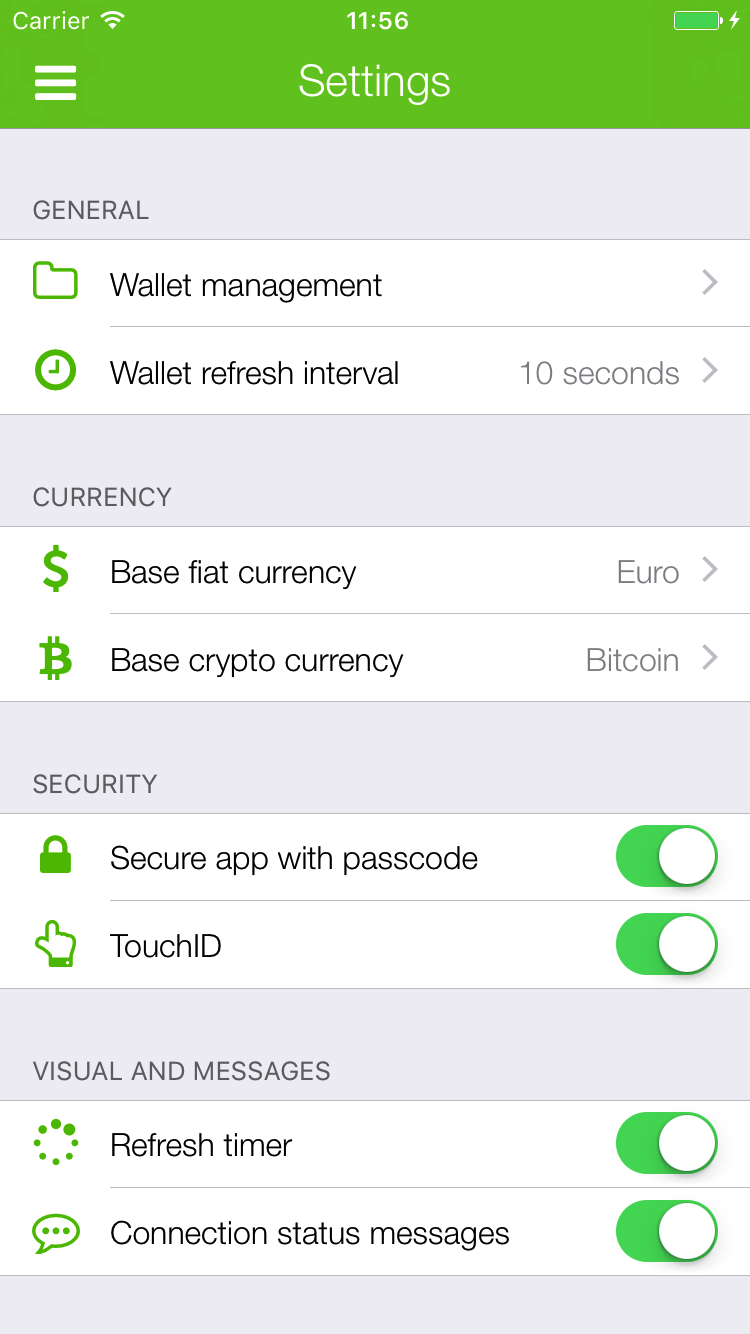 Carrier 11:56
Settings
GENERAL
Wallet management
Wallet refresh interval 10 seconds
CURRENCY
Base fiat currency Euro
Base crypto currency Bitcoin
SECURITY
Secure app with passcode
TouchID
VISUAL AND MESSAGES
Refresh timer
Connection status messages